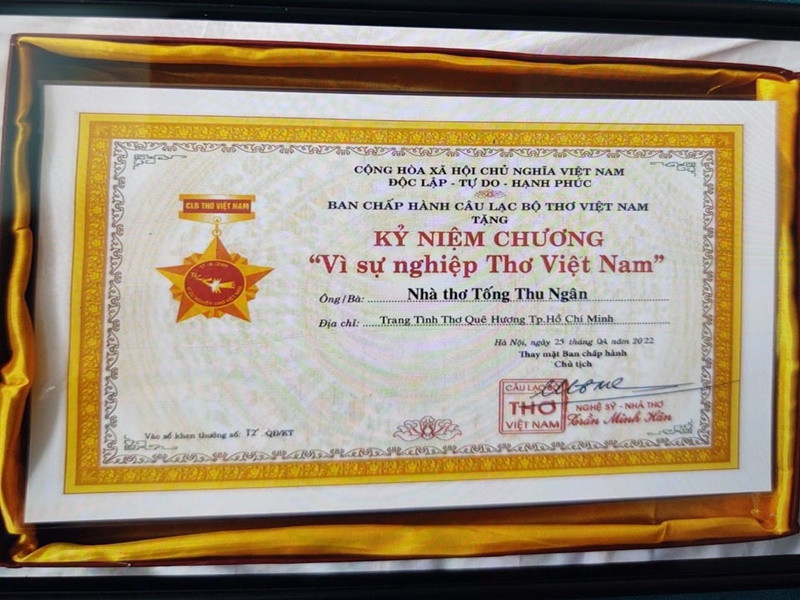 CỘNG HÒA XÃ HỘI CHỦ NGHĨA VIỆT NAM
ĐỘC LẬP - TỰ DO - HẠNH PHÚC
BAN CHẤP HÀNH CÂU LẠC BỘ THƠ VIỆT NAM
TẶNG
CLB THƠ VIỆT NAM
KỶ NIỆM CHƯƠNG
“Vì sự nghiệp Thơ Việt Nam”
Ông/Bà: Nhà thơ Tống Thu Ngân
Địa chỉ: Trang Tình Thơ Quê Hương Tp.Hồ Chí Minh
Hà Nội, ngày 25 tháng 04 năm 2022
Thay mặt Ban chấp hành
Chủ tịch
CÂU LẠC BỘ
THƠ
VIỆT NAM
NGHỆ SỸ - NHÀ THƠ
Trần Minh Hân
Vào sổ khen thưởng số: 12 QĐ/KT